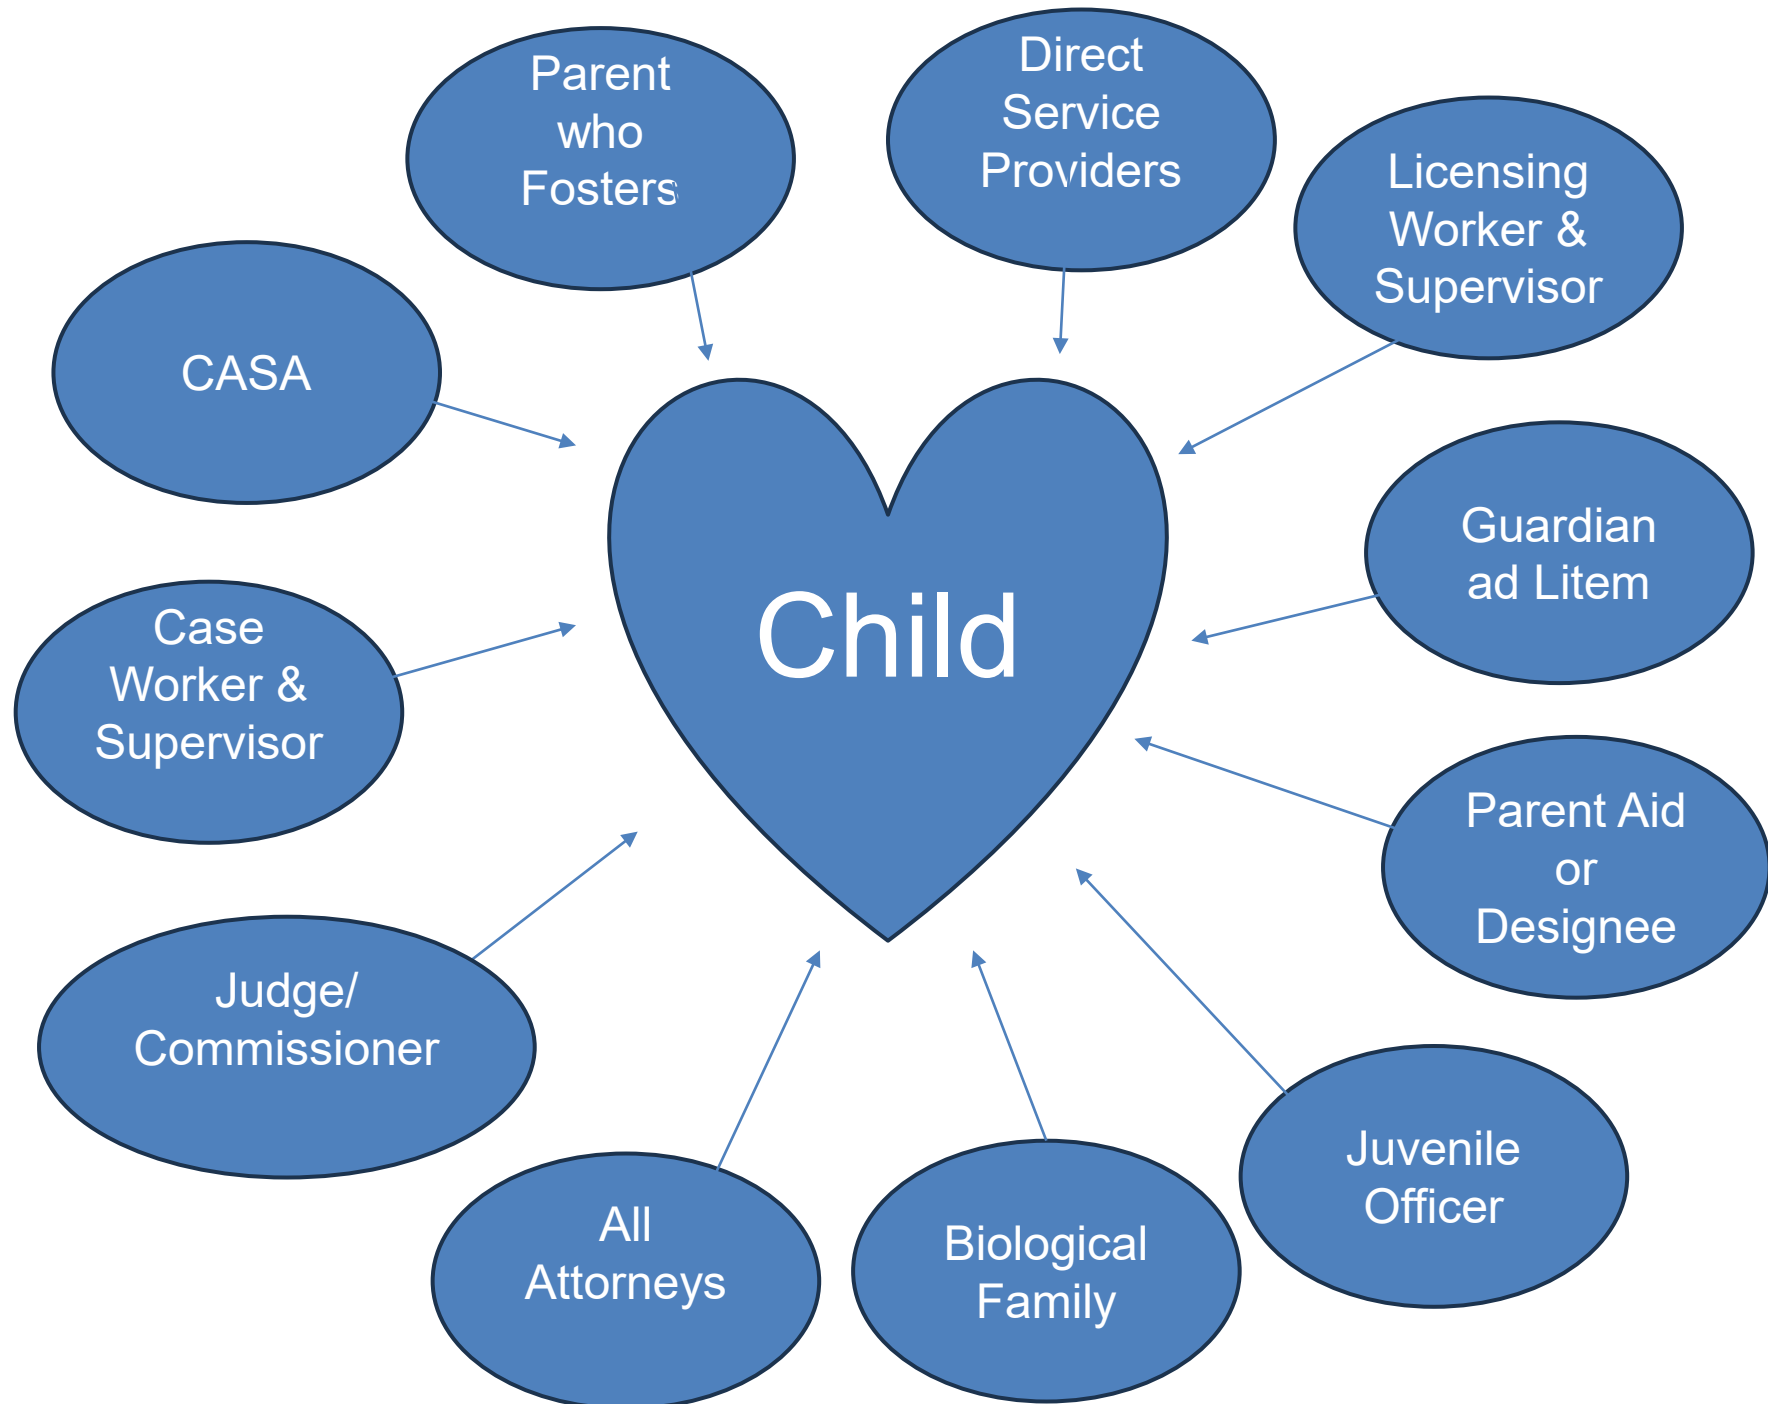 Parent
who
Fosters
Direct
Service
Providers
Licensing
Worker &
Supervisor
CASA
Guardian
ad Litem
Child
Case
Worker &
Supervisor
Parent Aid
or
Designee
Judge/
Commissioner
Juvenile
Officer
All
Attorneys
Biological
Family